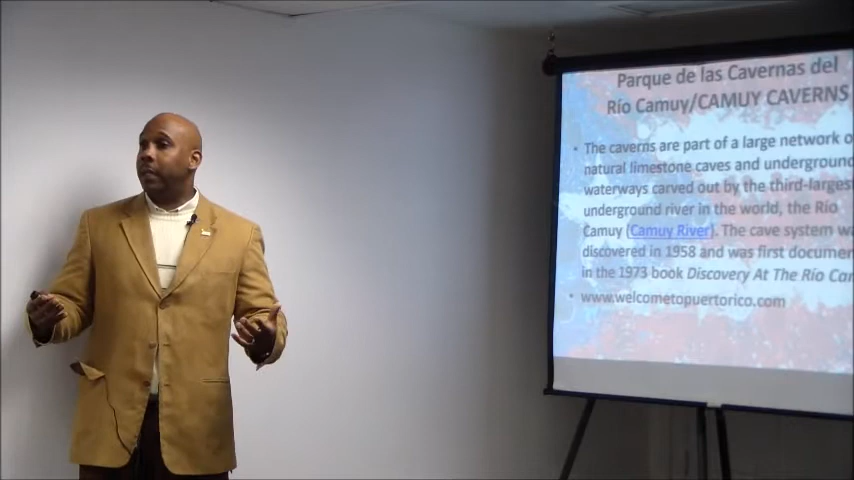 Parque de las Cavernas del
Río Camuy/CAMUY CAVERNS
• The caverns are part of a large network
natural limestone caves and underground
waterways carved out by the third-largest
underground river in the world, the Río
Camuy (Camuy River). The cave system was
discovered in 1958 and was first document
in the 1973 book Discovery At The Río Cam
• www.welcometopuertorico.com